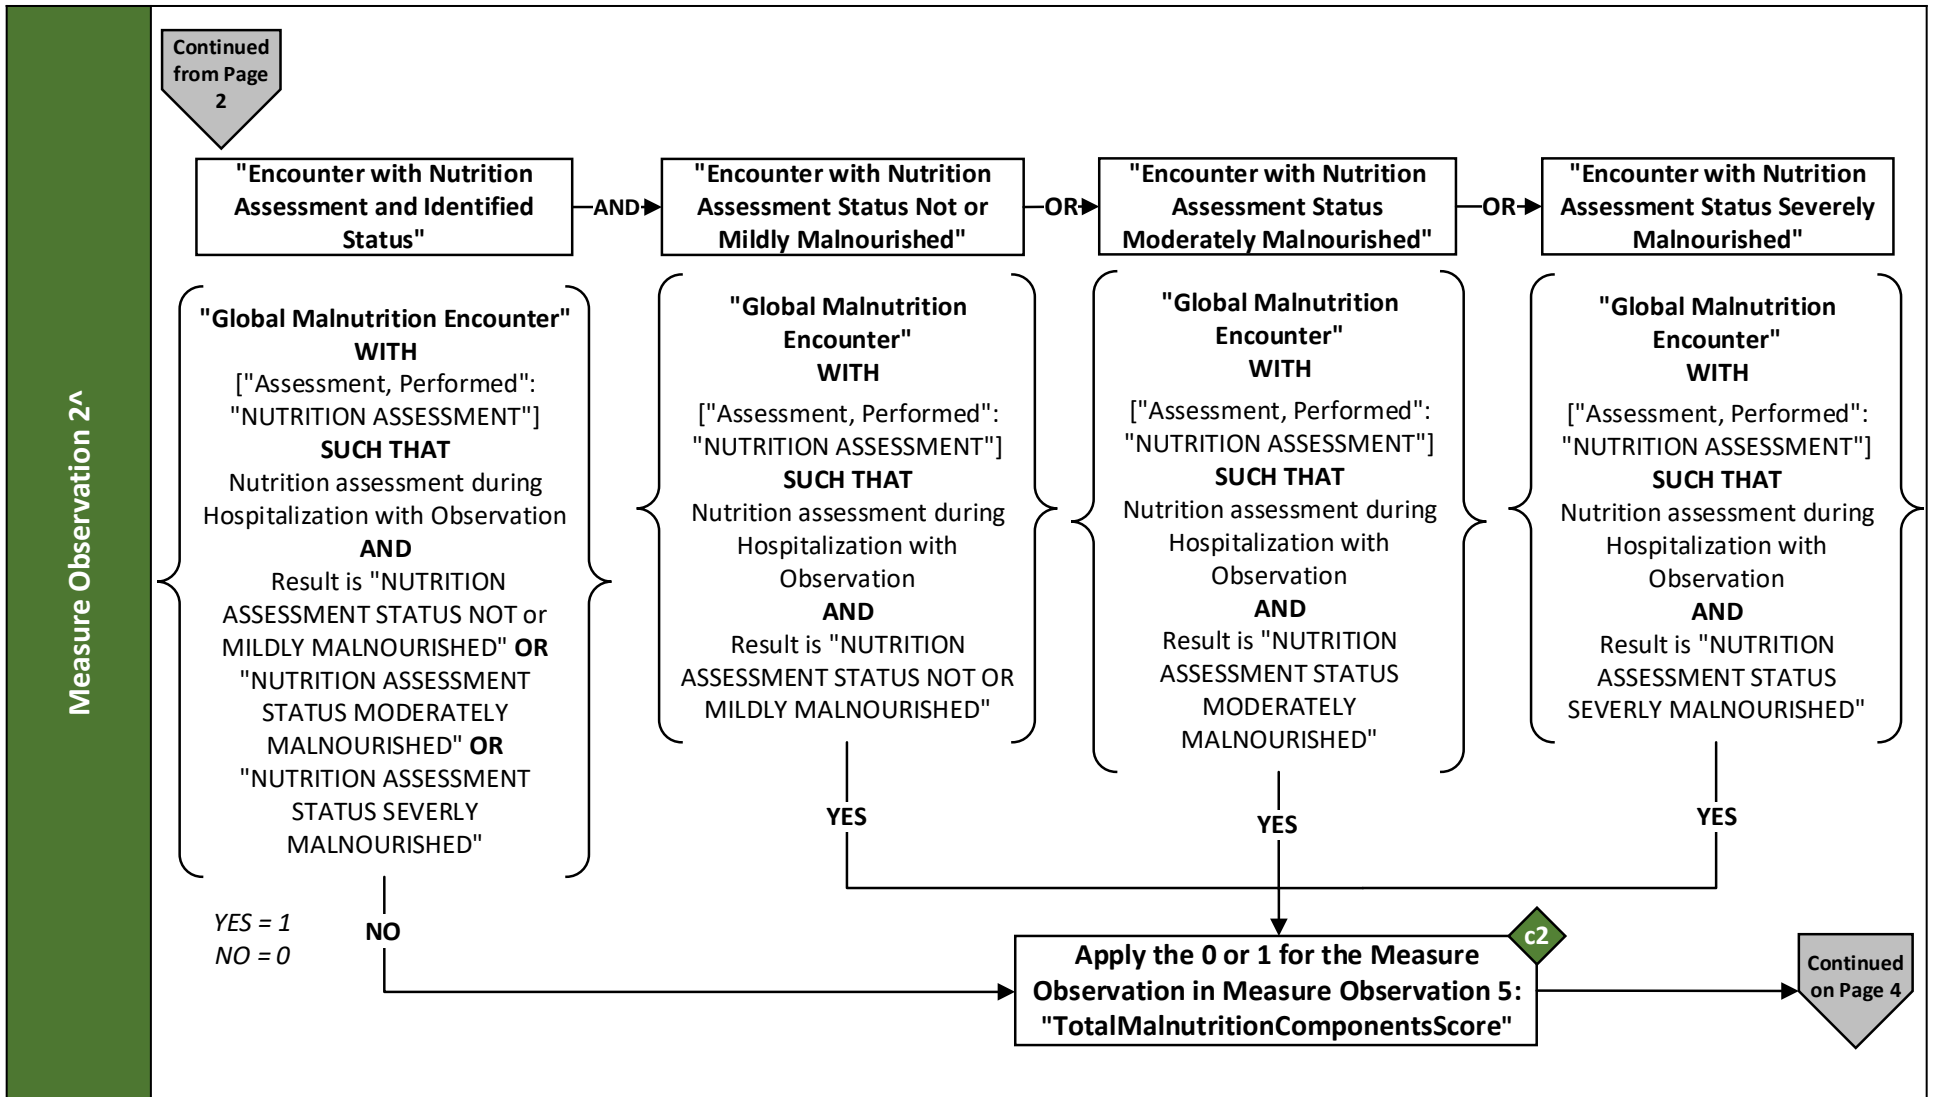 Measure Observation 2^
Continued
from Page
2
"Encounter with Nutrition
Assessment and Identified
Status"
AND
"Encounter with Nutrition
Assessment Status Not or
Mildly Malnourished"
OR
"Encounter with Nutrition
Assessment Status
Moderately Malnourished"
OR
"Encounter with Nutrition
Assessment Status Severely
Malnourished"
"Global Malnutrition Encounter"
WITH
["Assessment, Performed":
"NUTRITION ASSESSMENT"]
SUCH THAT
Nutrition assessment during
Hospitalization with Observation
AND
Result is "NUTRITION
ASSESSMENT STATUS NOT or
MILDLY MALNOURISHED" OR
"NUTRITION ASSESSMENT
STATUS MODERATELY
MALNOURISHED" OR
"NUTRITION ASSESSMENT
STATUS SEVERLY
MALNOURISHED"
"Global Malnutrition
Encounter"
WITH
["Assessment, Performed":
"NUTRITION ASSESSMENT"]
SUCH THAT
Nutrition assessment during
Hospitalization with
Observation
AND
Result is "NUTRITION
ASSESSMENT STATUS NOT OR
MILDLY MALNOURISHED"
"Global Malnutrition
Encounter"
WITH
["Assessment, Performed":
"NUTRITION ASSESSMENT"]
SUCH THAT
Nutrition assessment during
Hospitalization with
Observation
AND
Result is "NUTRITION
ASSESSMENT STATUS
MODERATELY
MALNOURISHED"
"Global Malnutrition
Encounter"
WITH
["Assessment, Performed":
"NUTRITION ASSESSMENT"]
SUCH THAT
Nutrition assessment during
Hospitalization with
Observation
AND
Result is "NUTRITION
ASSESSMENT STATUS
SEVERLY MALNOURISHED"
YES
YES
YES
YES = 1
NO = 0
NO
c2
Apply the 0 or 1 for the Measure
Observation in Measure Observation 5:
"TotalMalnutritionComponentsScore"
Continued
on Page 4